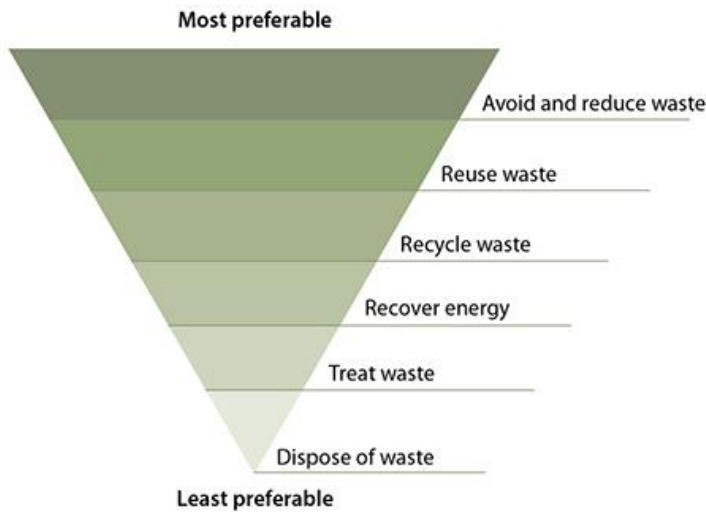 Most preferable
Avoid and reduce waste
Reuse waste
Recycle waste
Recover energy
Treat waste
Dispose of waste
Least preferable